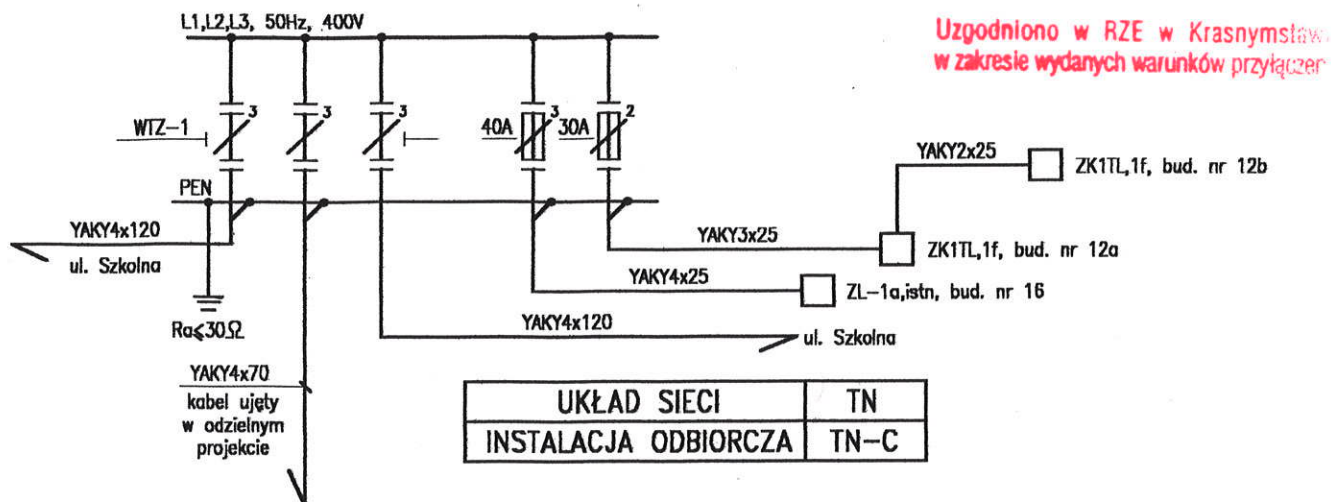 L1,L2,L3, 50Hz, 400V
Uzgodniono w RZE w
w zakresie wydanych warunków
3 3 3 3 2
WTZ-1 40A 30A
PEN
YAKY2x25
ZK1TL,1f, bud. nr 12b
YAKY4x120
ul. Szkolna
YAKY3x25
ZK1TL,1f, bud. nr 12a
YAKY4x25
ZL-1a,istn, bud. nr 16
Ra⩽30Ω
YAKY4x120
ul. Szkolna
YAKY4x70
kabel ujęty
w odzielnym
projekcie
UKŁAD SIECI TN
INSTALACJA ODBIORCZA TN-C